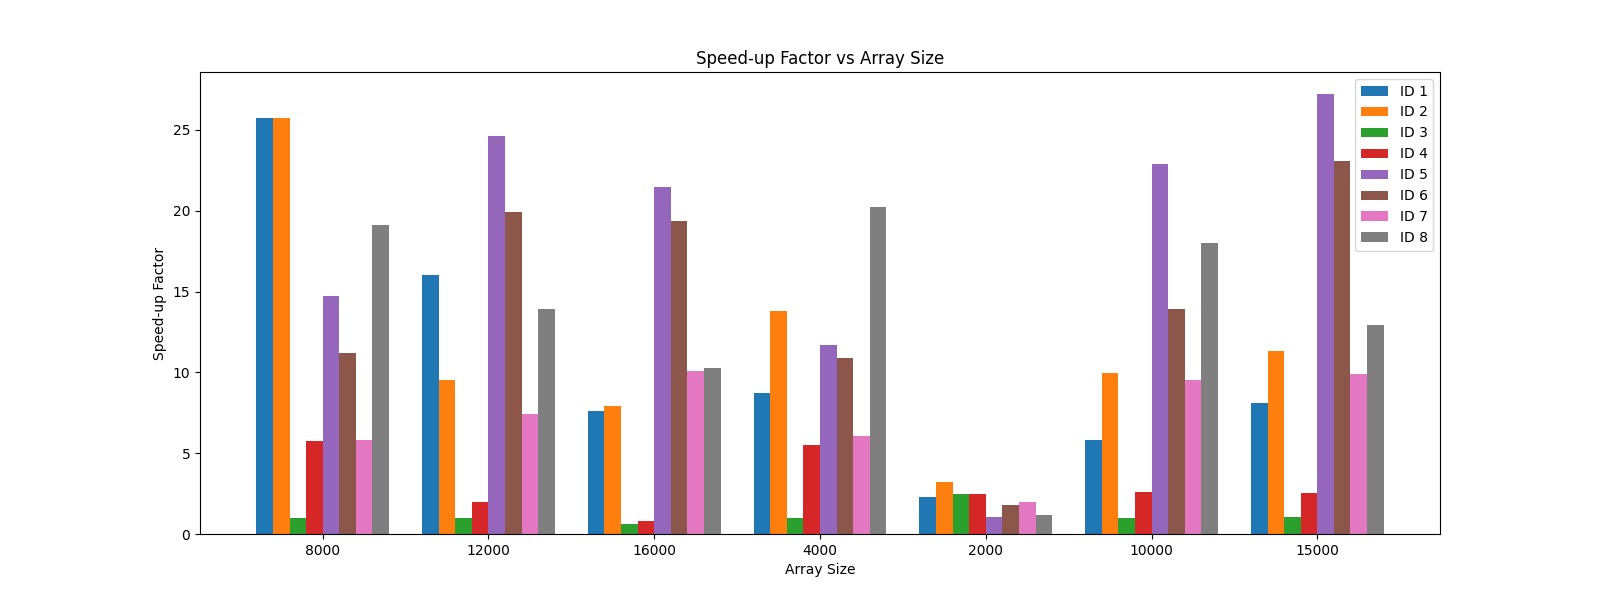 Speed-up Factor vs Array Size
ID 1
ID 2
ID 3
ID 4
ID 5
ID 6
ID 7
ID 8
25
20
15
10
5
0
Speed-up Factor
8000 12000 16000 4000 2000 10000 15000
Array Size